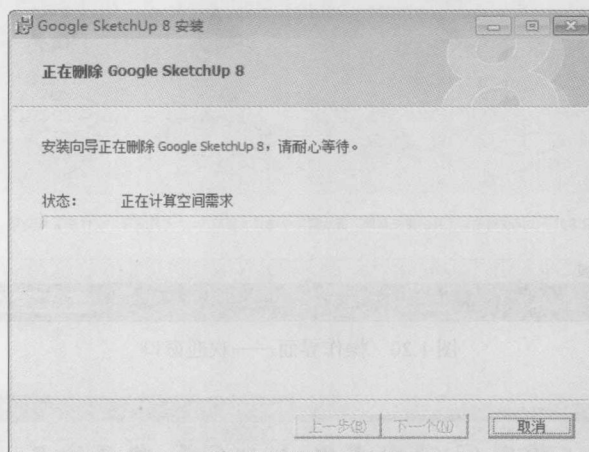 Google SketchUp 8 安装
正在删除 Google SketchUp 8
安装向导正在删除 Google SketchUp 8，请耐心等待。
状态： 正在计算空间需求
上一步(B) 下一个(N) 取消